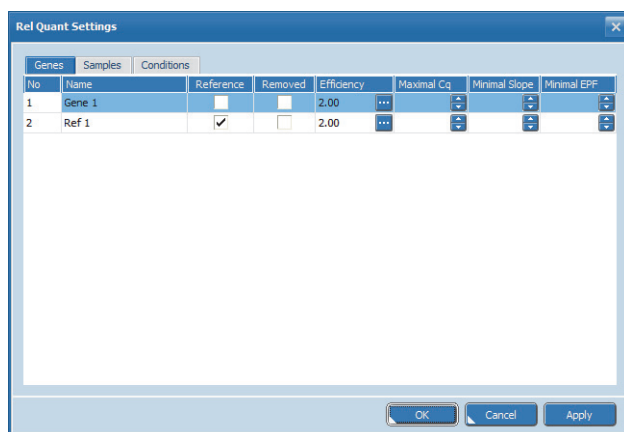 Rel Quant Settings
Genes Samples Conditions
No Name Reference Removed Efficiency Maximal Cq Minimal Slope Minimal EPF
1 Gene 1 2.00 ...
2 Ref 1 2.00 ...
OK Cancel Apply